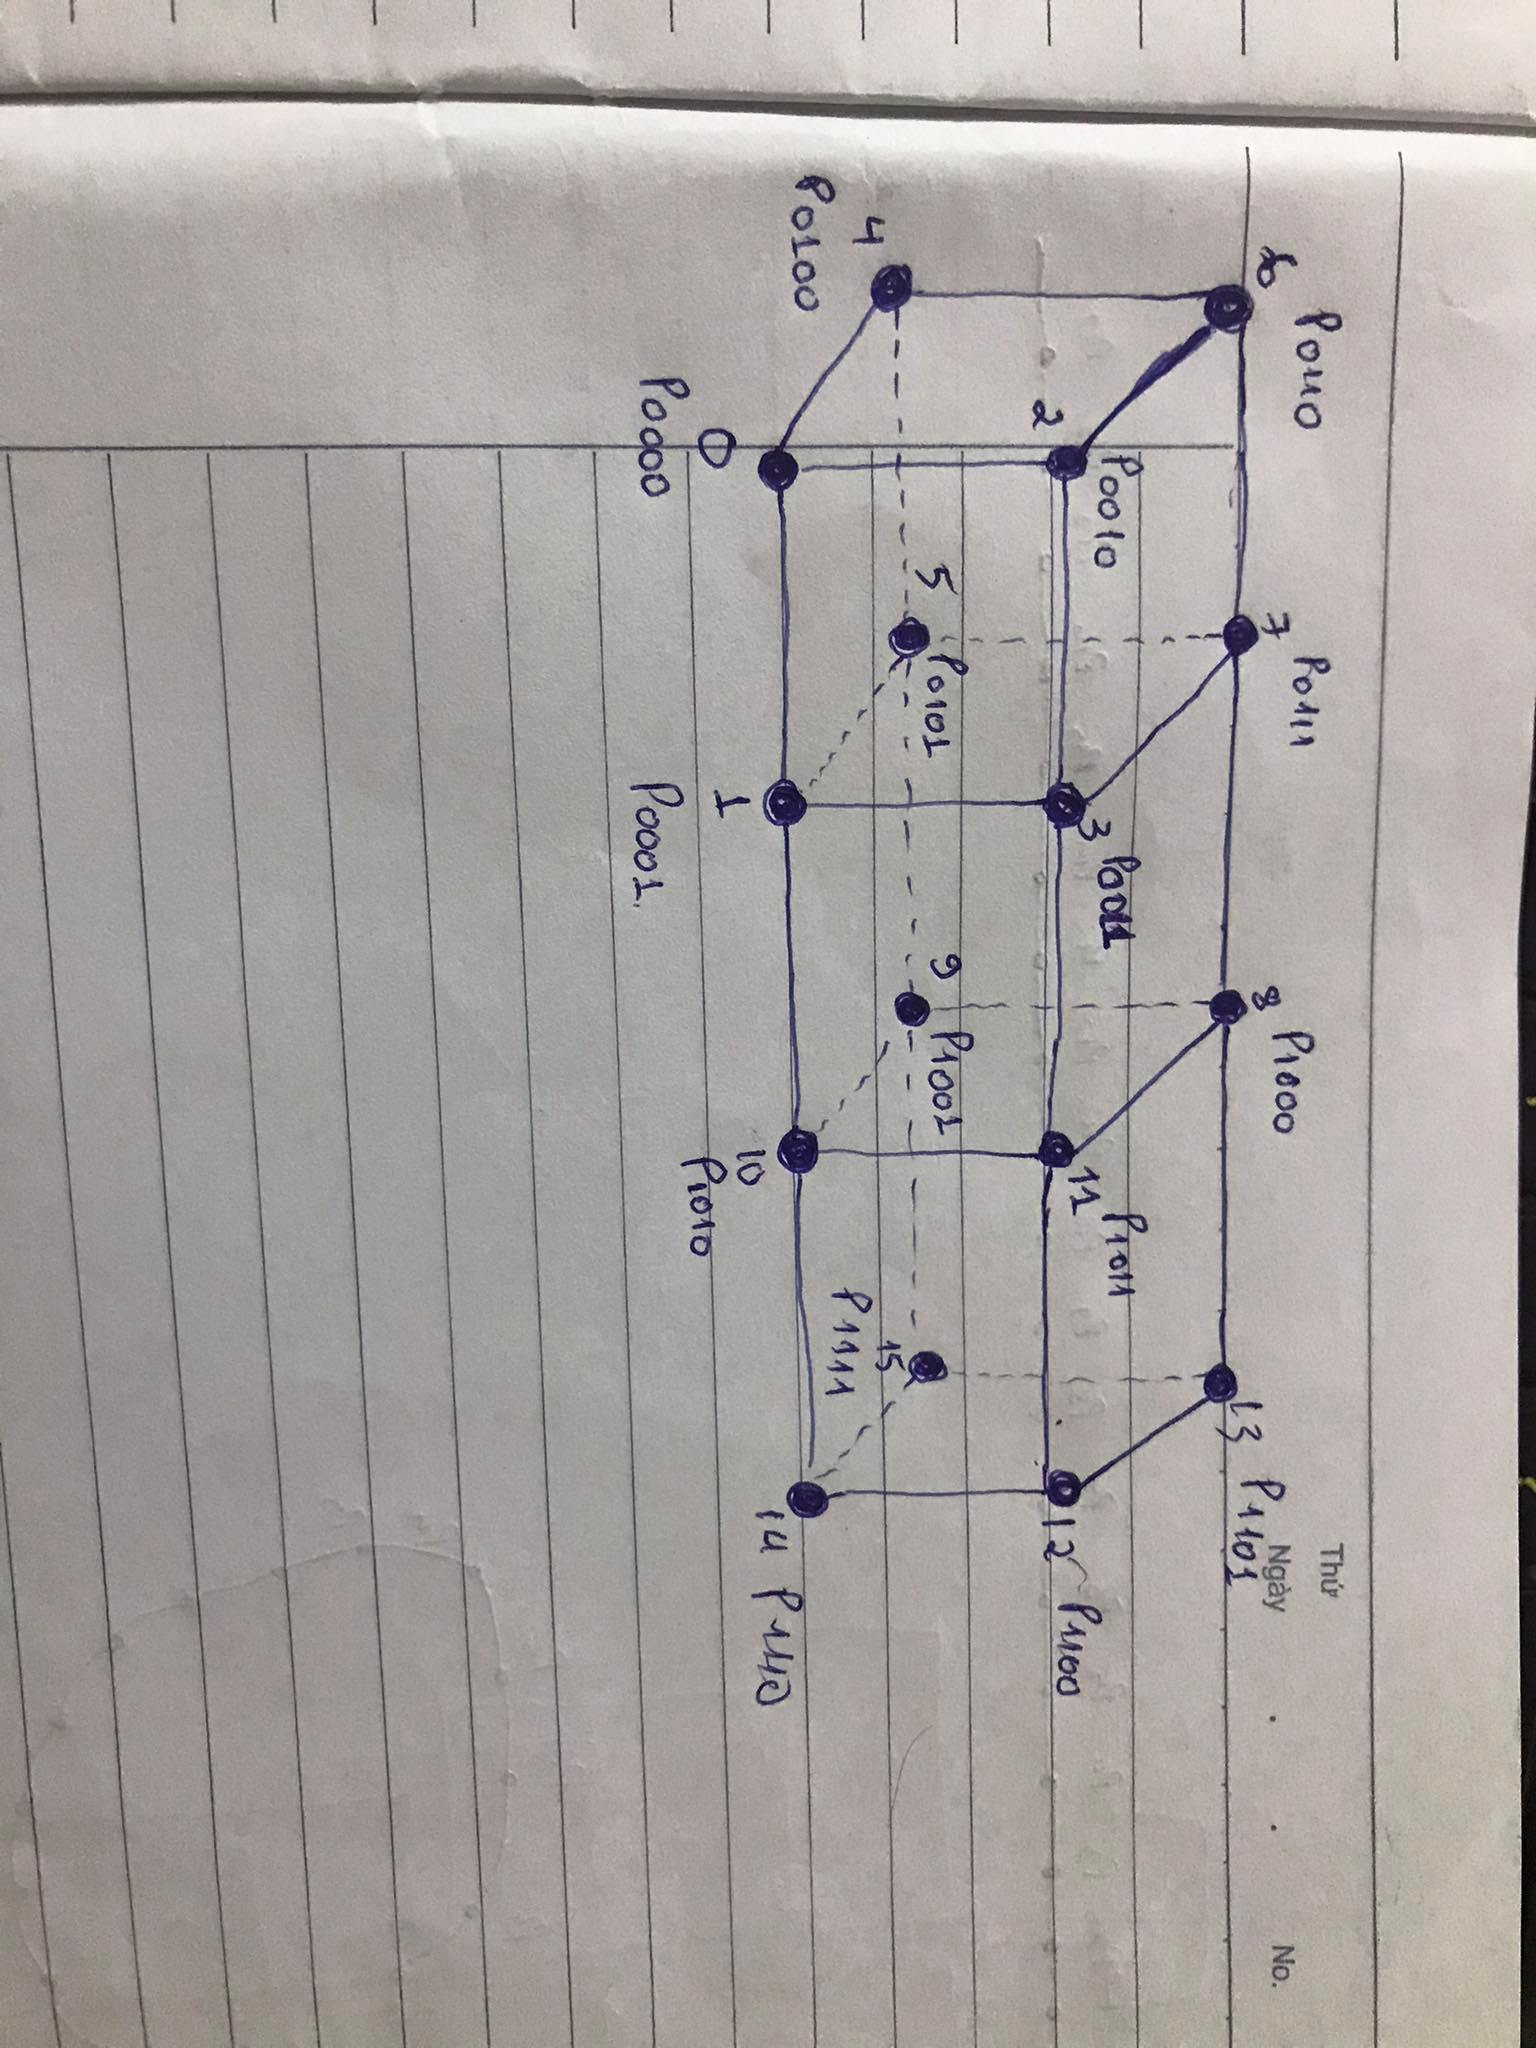 6 P0110
7 P0111
8 P1000
13 P1101
2 P0010
3 P0011
11 P1011
12 P1100
4
P0100
5 P0101
9 P1001
15
P1111
0
P0000
1
P0001.
10
P1010
14 P1110
Thứ
Ngày
No.